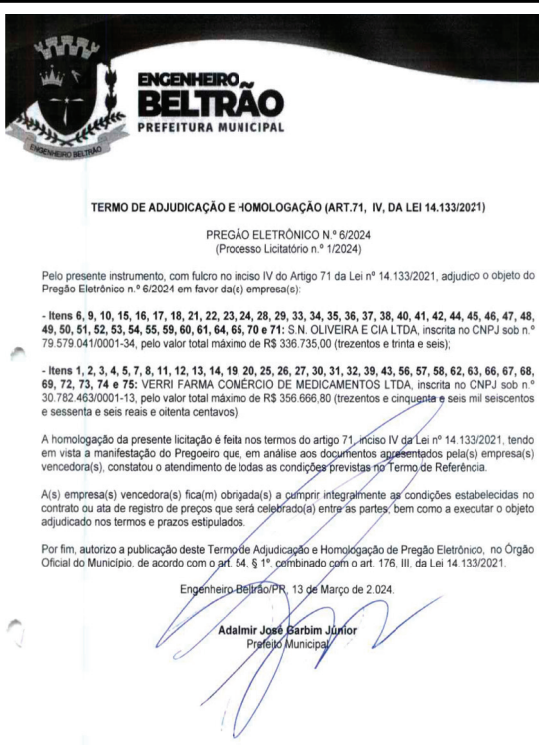 ENGENHEIRO
BELTRÃO
PREFEITURA MUNICIPAL
ENGENHEIRO BELTRÃO
TERMO DE ADJUDICAÇÃO E HOMOLOGAÇÃO (ART.71, IV, DA LEI 14.133/2021)
PREGÃO ELETRÔNICO N.º 6/2024
(Processo Licitatório n.º 1/2024)
Pelo presente instrumento, com fulcro no inciso IV do Artigo 71 da Lei nº 14.133/2021, adjudico o objeto do
Pregão Eletrônico n.º 6/2024 em favor da(s) empresa(s):
- Itens 6, 9, 10, 15, 16, 17, 18, 21, 22, 23, 24, 28, 29, 33, 34, 35, 36, 37, 38, 40, 41, 42, 44, 45, 46, 47, 48,
49, 50, 51, 52, 53, 54, 55, 59, 60, 61, 64, 65, 70 e 71: S.N. OLIVEIRA E CIA LTDA, inscrita no CNPJ sob n.º
79.579.041/0001-34, pelo valor total máximo de R$ 336.735,00 (trezentos e trinta e seis);
- Itens 1, 2, 3, 4, 5, 7, 8, 11, 12, 13, 14, 19 20, 25, 26, 27, 30, 31, 32, 39, 43, 56, 57, 58, 62, 63, 66, 67, 68,
69, 72, 73, 74 e 75: VERRI FARMA COMÉRCIO DE MEDICAMENTOS LTDA, inscrita no CNPJ sob n.º
30.782.463/0001-13, pelo valor total máximo de R$ 356.666,80 (trezentos e cinquenta e seis mil seiscentos
e sessenta e seis reais e oitenta centavos)
A homologação da presente licitação é feita nos termos do artigo 71, inciso IV da Lei nº 14.133/2021, tendo
em vista a manifestação do Pregoeiro que, em análise aos documentos apresentados pela(s) empresa(s)
vencedora(s), constatou o atendimento de todas as condições previstas no Termo de Referência.
A(s) empresa(s) vencedora(s) fica(m) obrigada(s) a cumprir integralmente as condições estabelecidas no
contrato ou ata de registro de preços que será celebrado(a) entre as partes, bem como a executar o objeto
adjudicado nos termos e prazos estipulados.
Por fim, autorizo a publicação deste Termo de Adjudicação e Homologação de Pregão Eletrônico, no Órgão
Oficial do Município, de acordo com o art. 54, § 1º, combinado com o art. 176, III, da Lei 14.133/2021.
Engenheiro Beltrão/PR, 13 de Março de 2.024.
Adalmir José Garbim Júnior
Prefeito Municipal